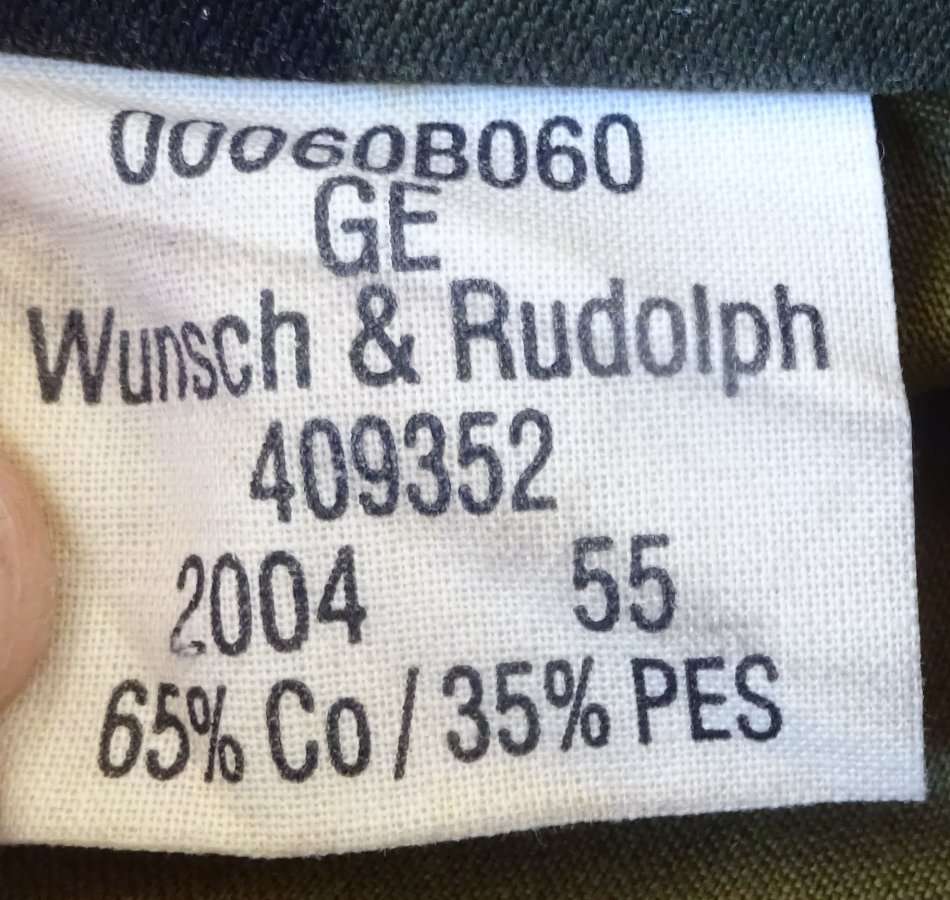 00060B060
GE
Wunsch & Rudolph
409352
2004 55
65% Co / 35% PES